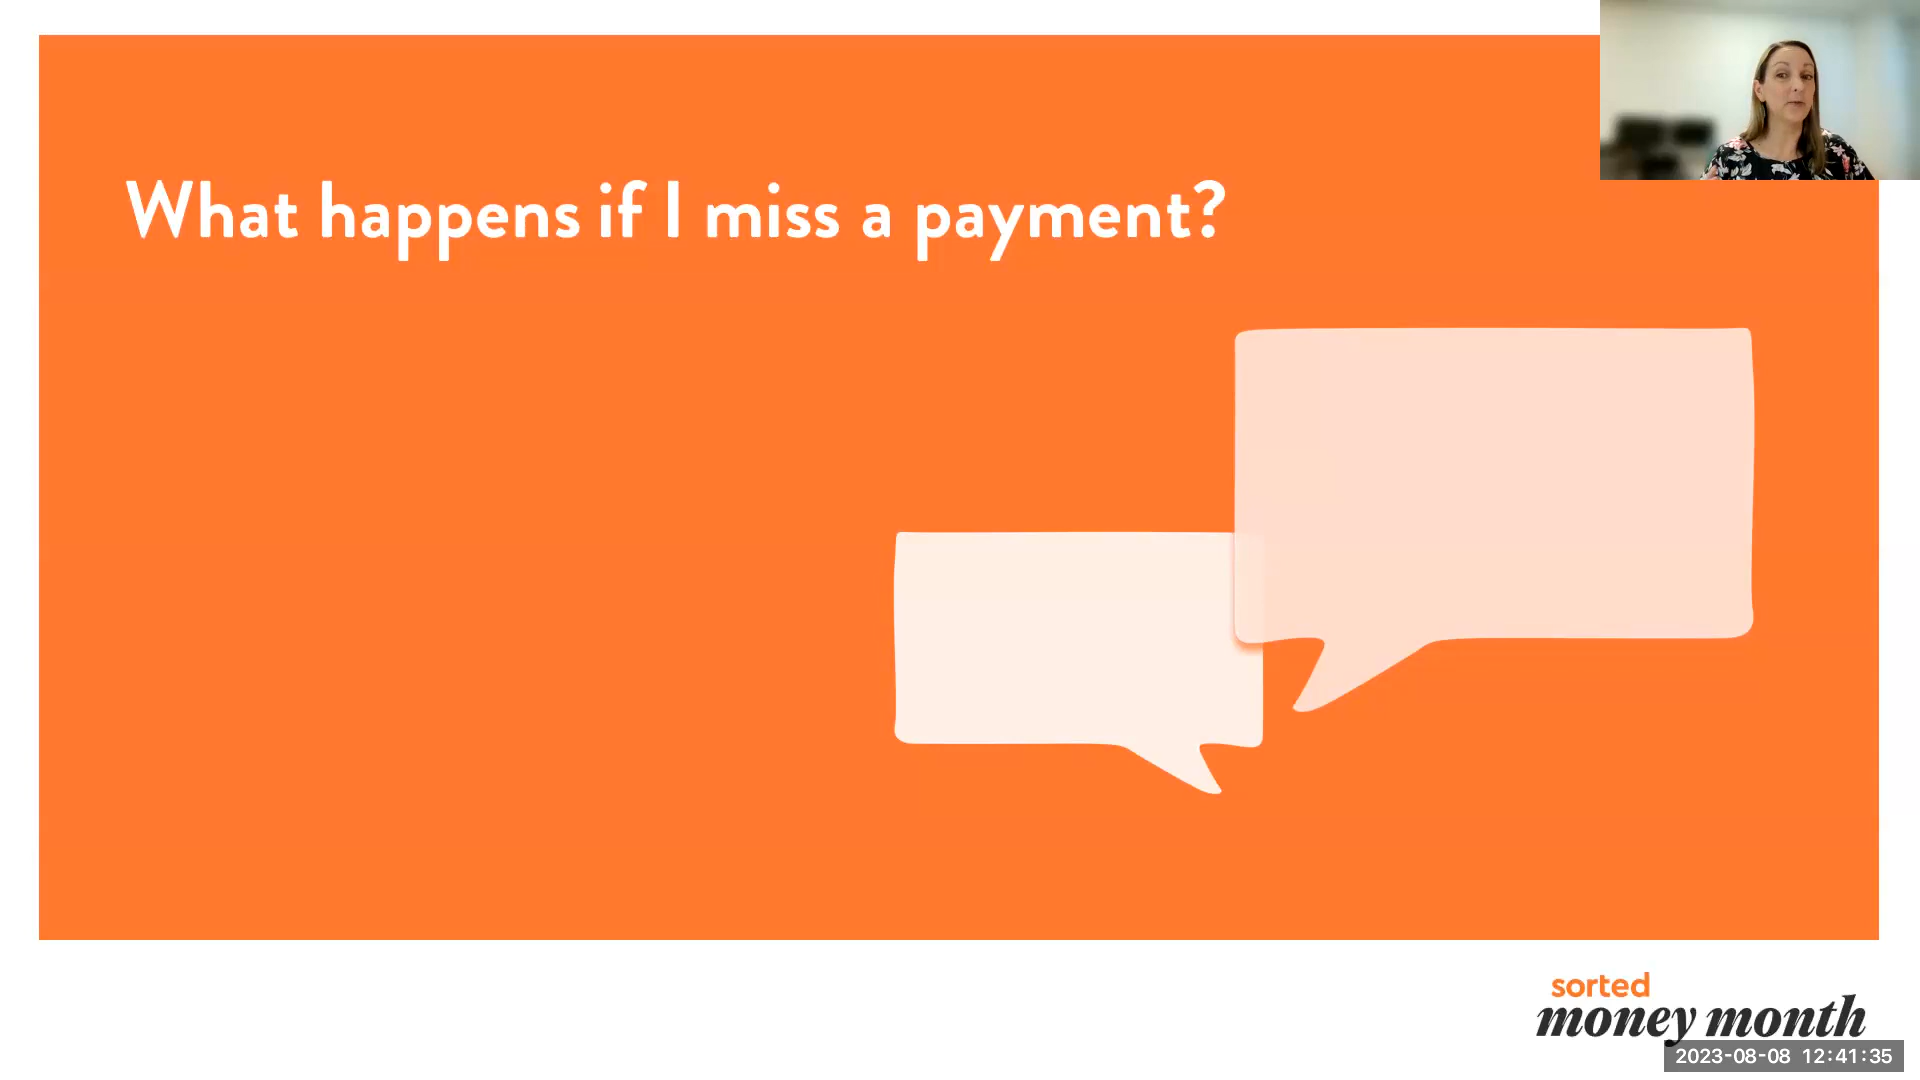 What happens if I miss a payment?
sorted
money month
2023-08-08 12:41:35